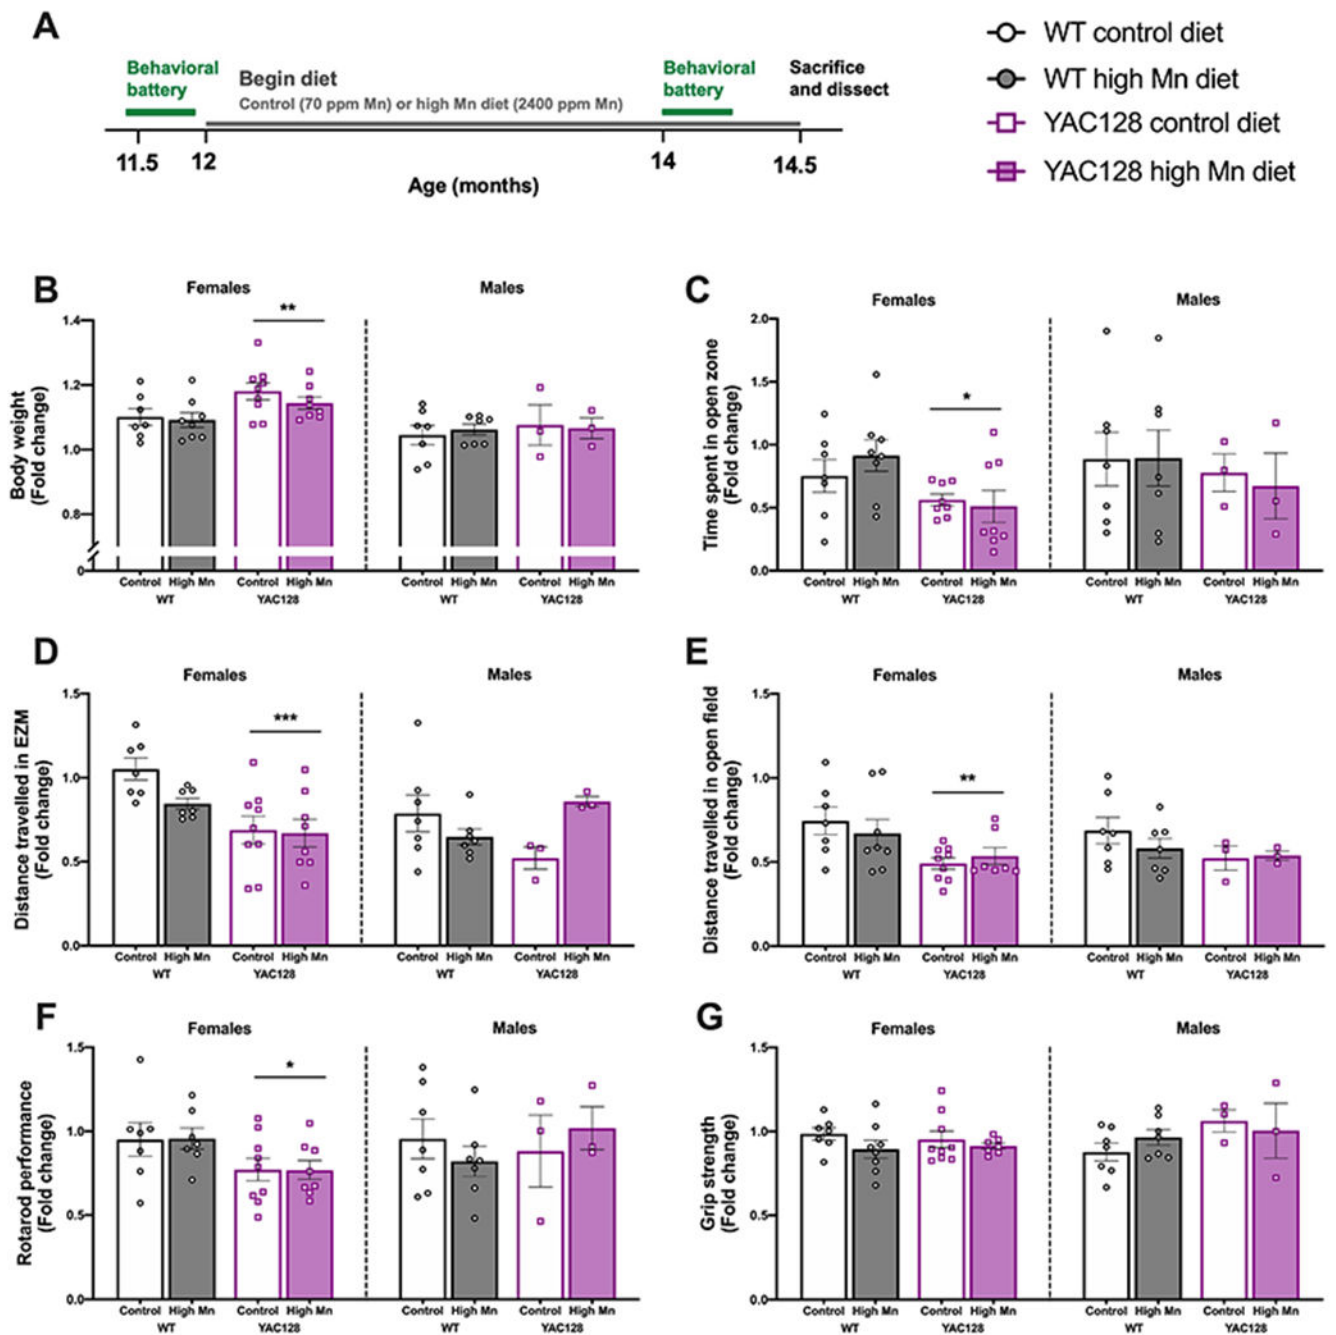 A
Behavioral
battery
Begin diet
Control (70 ppm Mn) or high Mn diet (2400 ppm Mn)
Behavioral
battery
Sacrifice
and dissect
11.5
12
14
14.5
Age (months)
WT control diet
WT high Mn diet
YAC128 control diet
YAC128 high Mn diet
B
Females
Males
**
Body weight
(Fold change)
1.4
1.2
1.0
0.8
0
Control High Mn Control High Mn Control High Mn Control High Mn
WT YAC128 WT YAC128
C
Females
Males
*
Time spent in open zone
(Fold change)
2.0
1.5
1.0
0.5
0.0
Control High Mn Control High Mn Control High Mn Control High Mn
WT YAC128 WT YAC128
D
Females
Males
***
Distance travelled in EZM
(Fold change)
1.5
1.0
0.5
0.0
Control High Mn Control High Mn Control High Mn Control High Mn
WT YAC128 WT YAC128
E
Females
Males
**
Distance travelled in open field
(Fold change)
1.5
1.0
0.5
0.0
Control High Mn Control High Mn Control High Mn Control High Mn
WT YAC128 WT YAC128
F
Females
Males
*
Rotarod performance
(Fold change)
1.5
1.0
0.5
0.0
Control High Mn Control High Mn Control High Mn Control High Mn
WT YAC128 WT YAC128
G
Females
Males
Grip strength
(Fold change)
1.5
1.0
0.5
0.0
Control High Mn Control High Mn Control High Mn Control High Mn
WT YAC128 WT YAC128